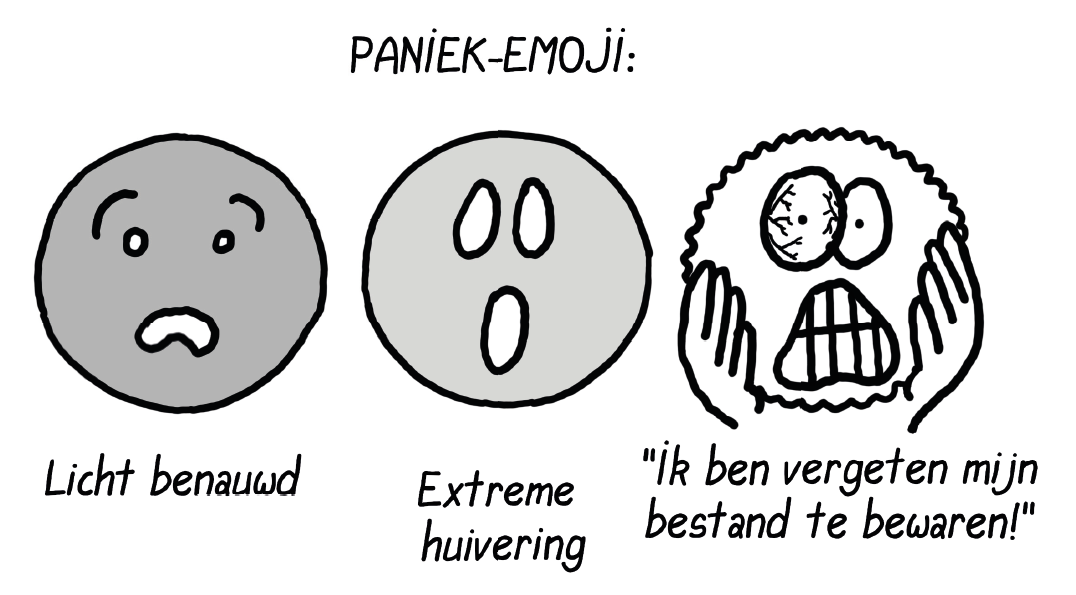 PANIEK-EMOJI:
Licht benauwd
Extreme
huivering
"Ik ben vergeten mijn
bestand te bewaren!"